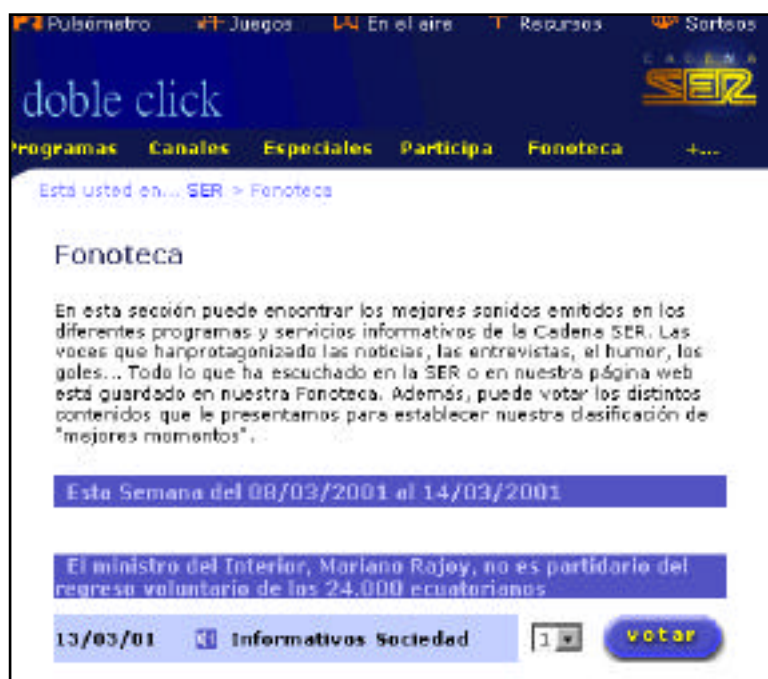 Pulsómetro Juegos En el aire Recursos Sorteos
CADENA
SER
doble click
Programas Canales Especiales Participa Fonoteca +...
Está usted en... SER > Fonoteca
Fonoteca
En esta sección puede encontrar los mejores sonidos emitidos en los
diferentes programas y servicios informativos de la Cadena SER. Las
voces que hanprotagonizado las noticias, las entrevistas, el humor, los
goles... Todo lo que ha escuchado en la SER o en nuestra página web
está guardado en nuestra Fonoteca. Además, puede votar los distintos
contenidos que le presentamos para establecer nuestra clasificación de
"mejores momentos".
Esta Semana del 08/03/2001 al 14/03/2001
El ministro del Interior, Mariano Rajoy, no es partidario del
regreso voluntario de los 24.000 ecuatorianos
13/03/01 Informativos Sociedad 1 votar